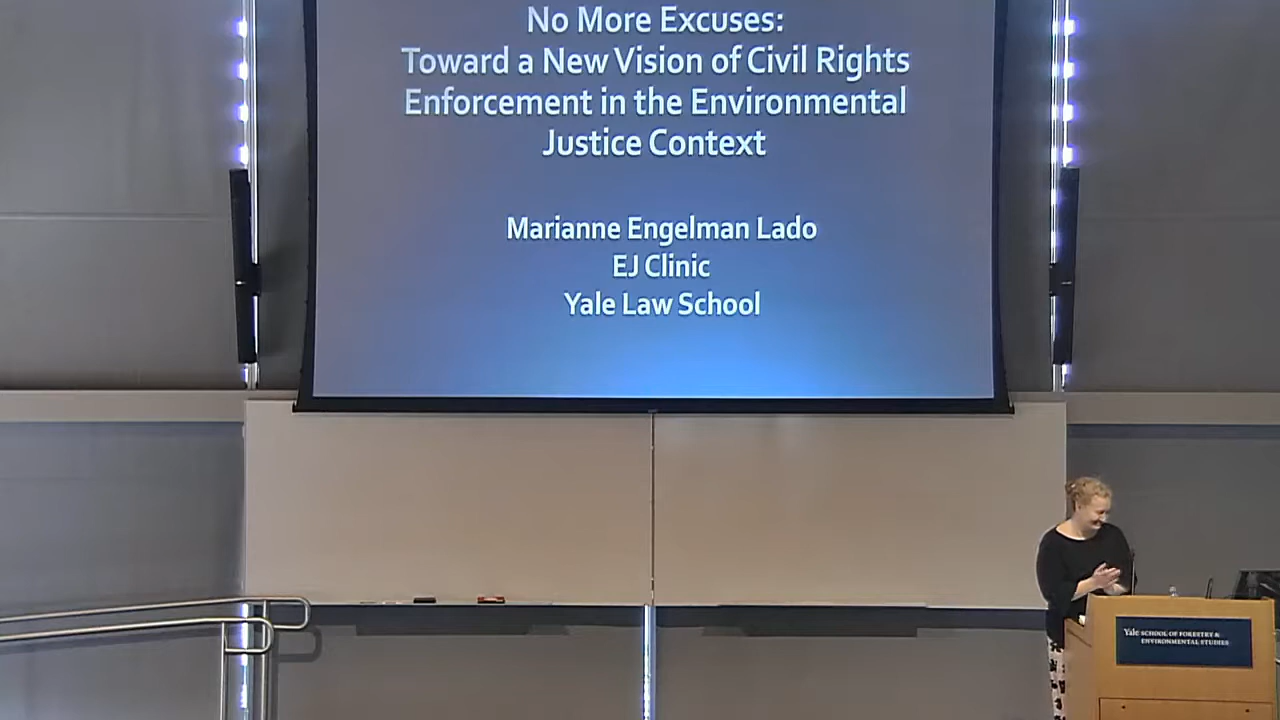 No More Excuses:
Toward a New Vision of Civil Rights
Enforcement in the Environmental
Justice Context
Marianne Engelman Lado
EJ Clinic
Yale Law School
Yale SCHOOL OF FORESTRY &
ENVIRONMENTAL STUDIES